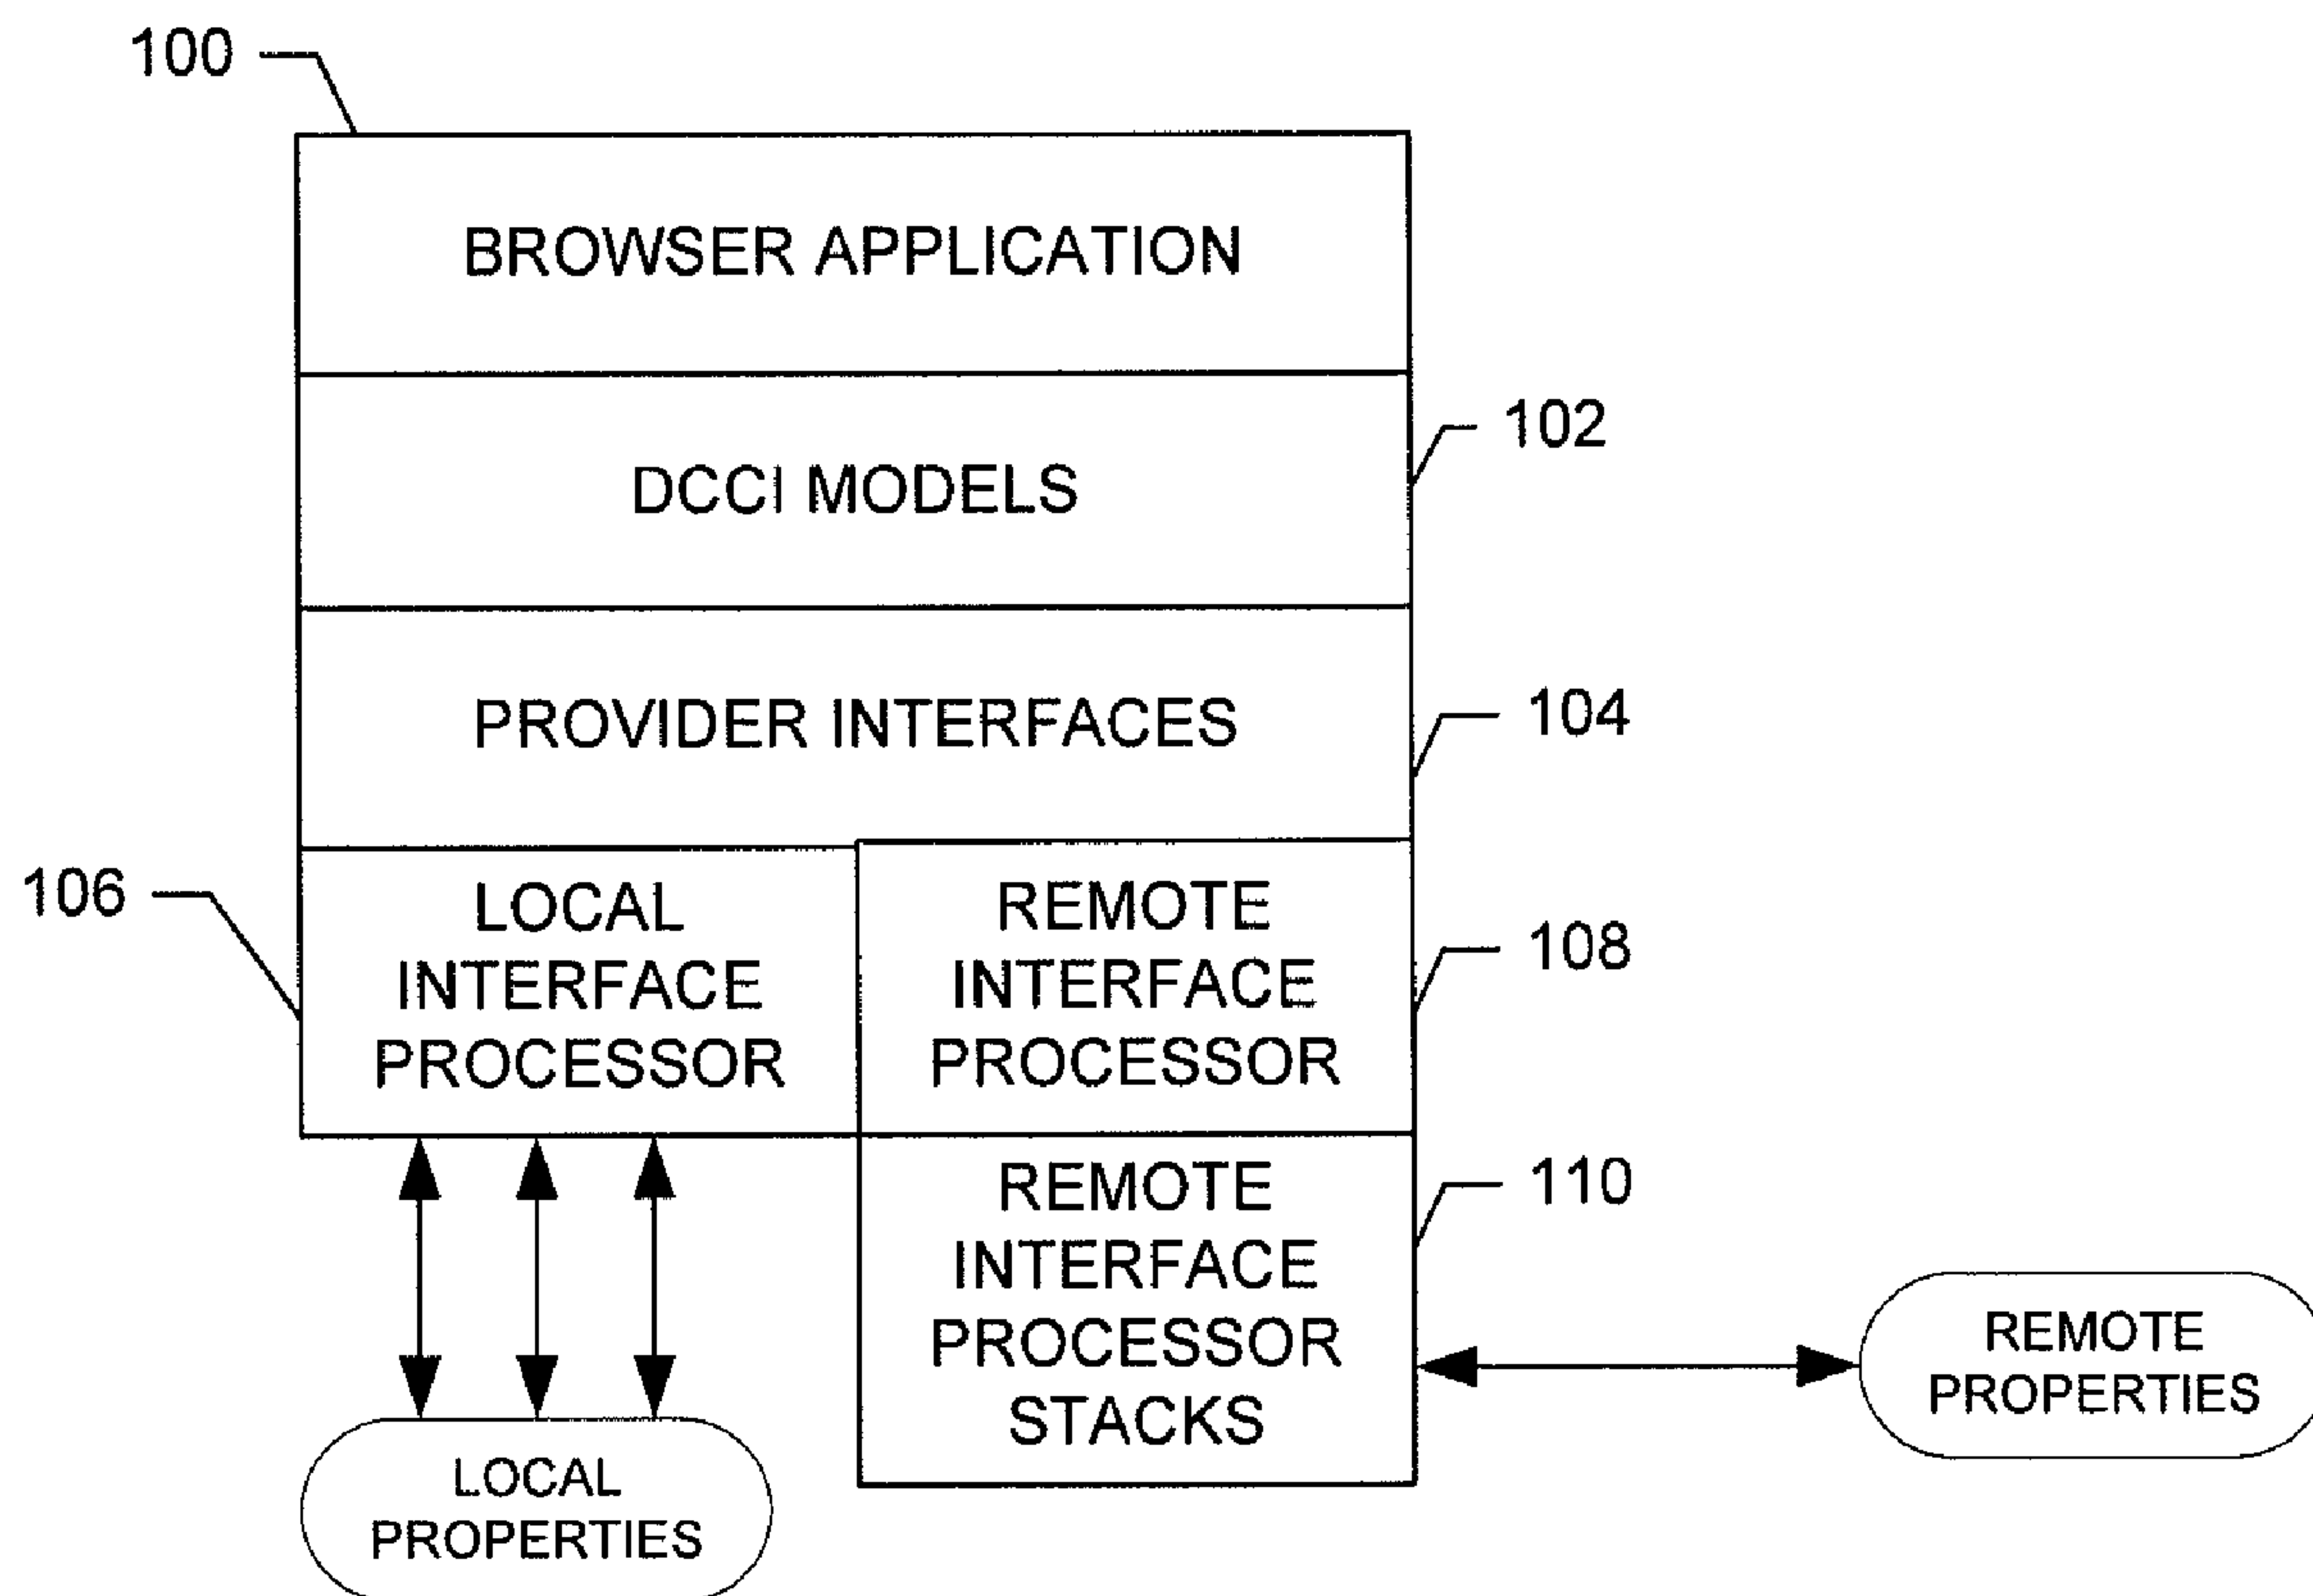 100
BROWSER APPLICATION
102
DCCI MODELS
104
PROVIDER INTERFACES
106
LOCAL
INTERFACE
PROCESSOR
108
REMOTE
INTERFACE
PROCESSOR
110
REMOTE
INTERFACE
PROCESSOR
STACKS
REMOTE
PROPERTIES
LOCAL
PROPERTIES